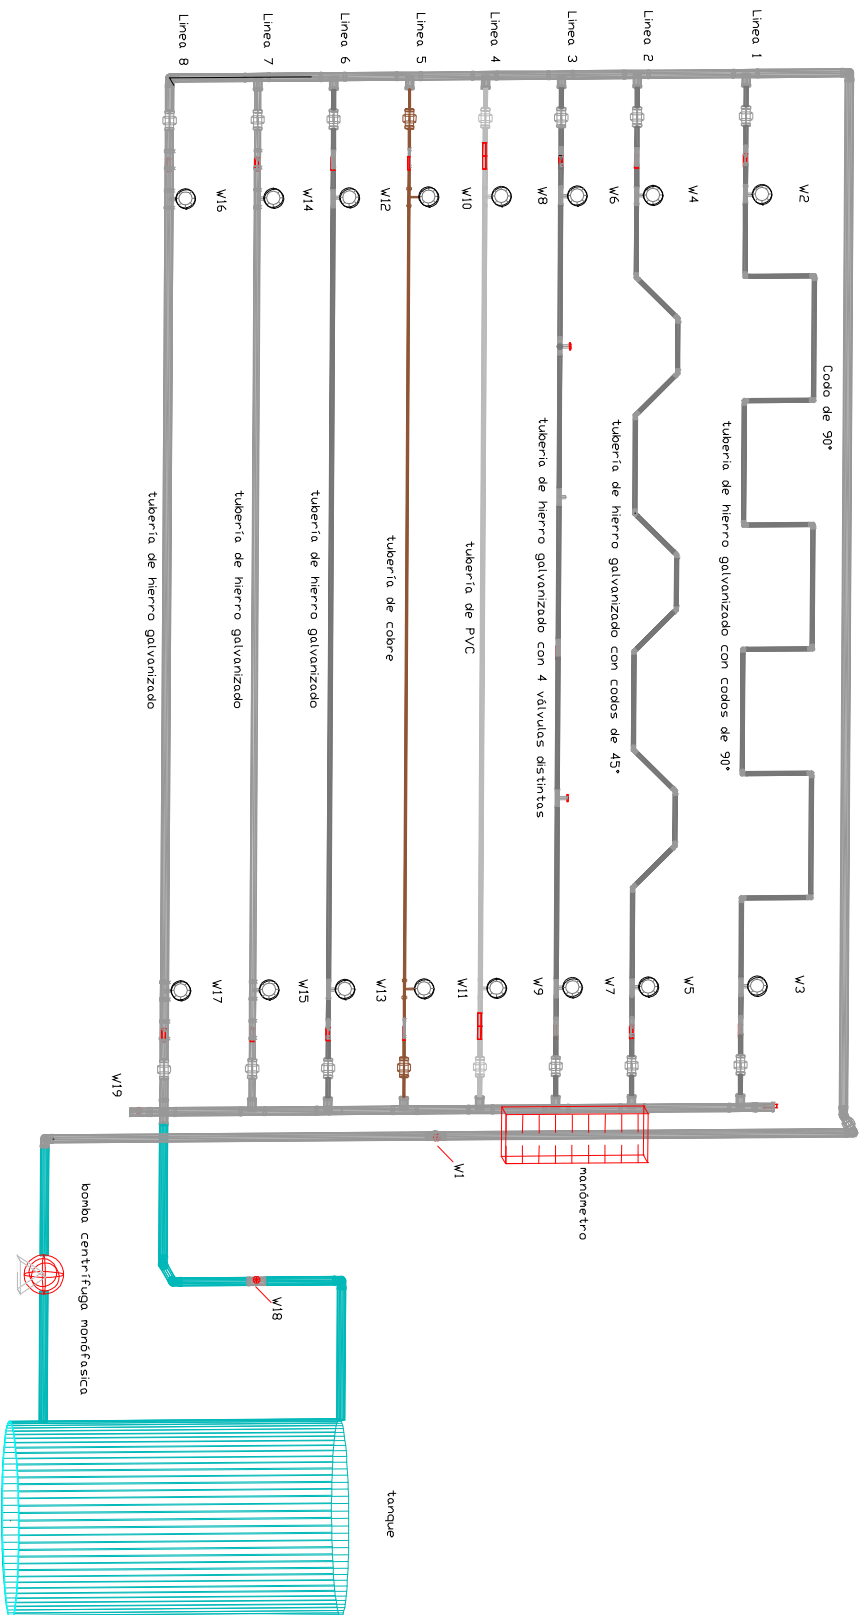 Linea 1
Linea 2
Linea 3
Linea 4
Linea 5
Linea 6
Linea 7
Linea 8
W2
W4
W6
W8
W10
W12
W14
W16
Codo de 90°
tuberia de hierro galvanizado con codos de 90°
tubería de hierro galvanizado con codos de 45°
tuberia de hierro galvanizado con 4 válvulas distintas
tubería de PVC
tubería de cobre
tubería de hierro galvanizado
tubería de hierro galvanizado
tubería de hierro galvanizado
W3
W5
W7
W9
W11
W13
W15
W17
W19
W1
manómetro
bomba centrífuga monófasica
W18
tanque